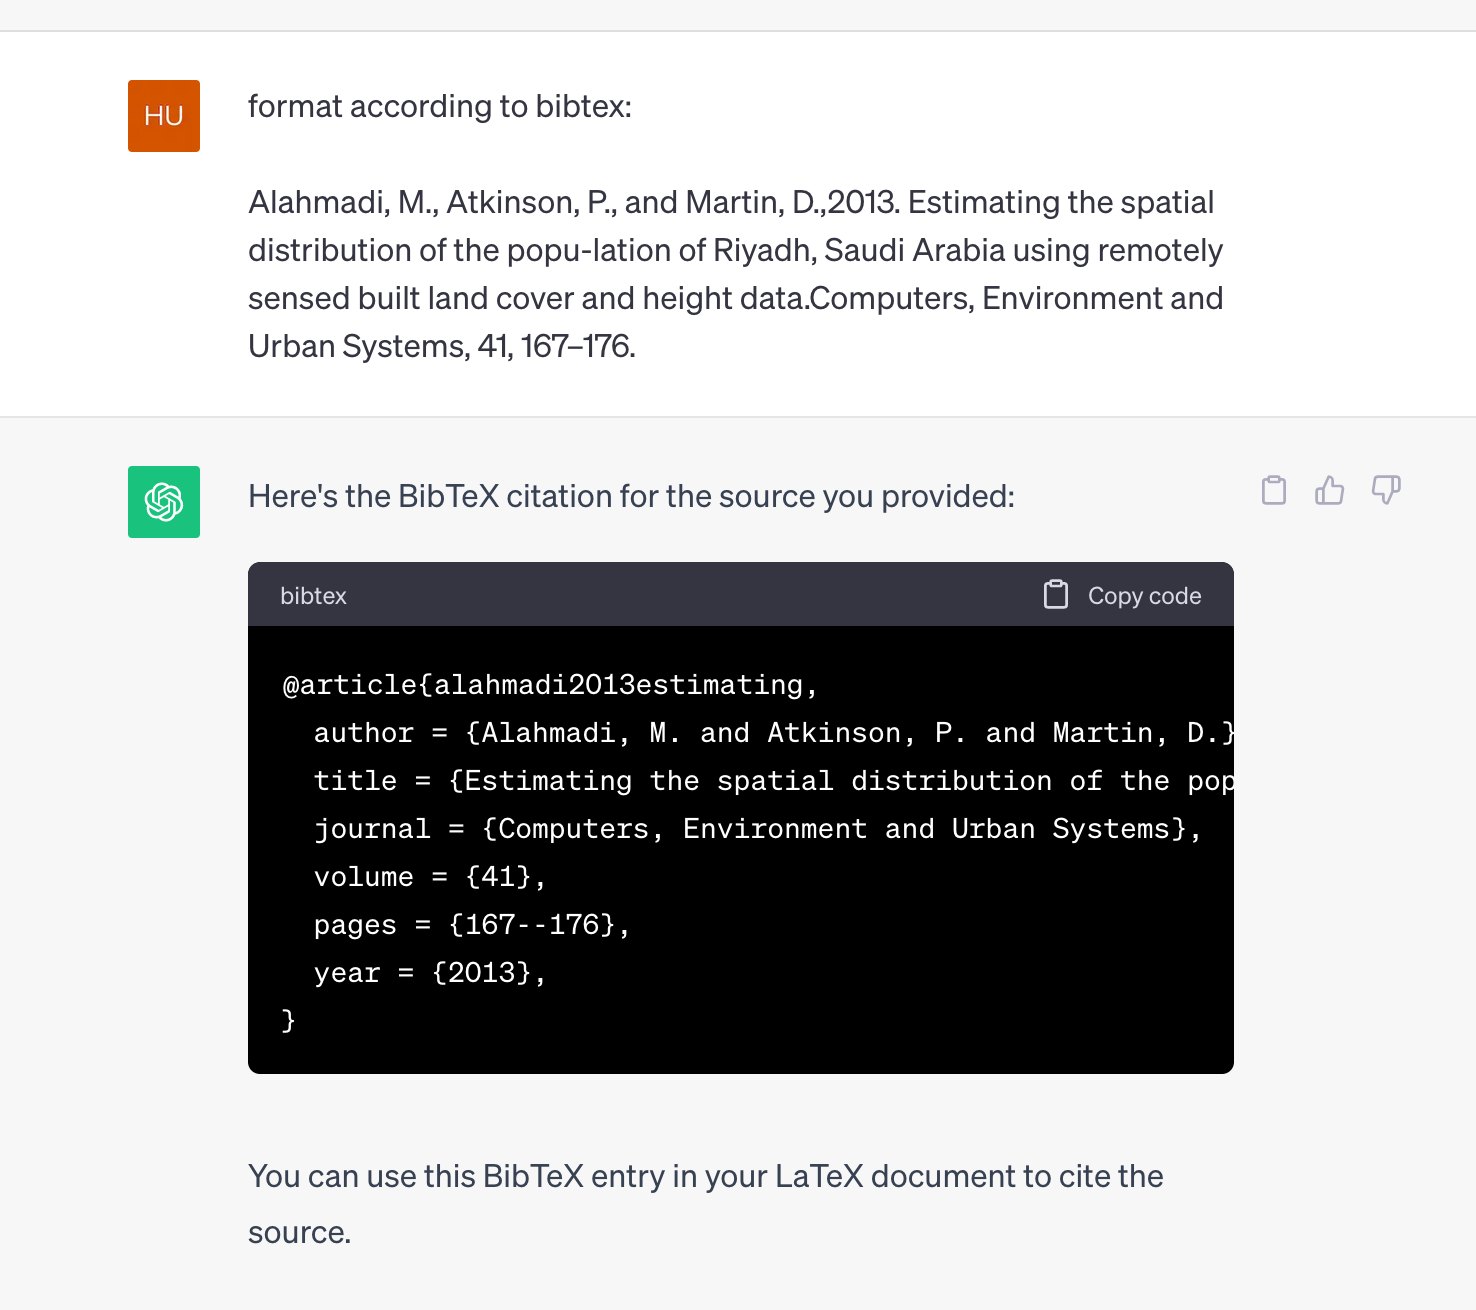 HU
format according to bibtex:
Alahmadi, M., Atkinson, P., and Martin, D.,2013. Estimating the spatial
distribution of the popu-lation of Riyadh, Saudi Arabia using remotely
sensed built land cover and height data.Computers, Environment and
Urban Systems, 41, 167–176.
Here's the BibTeX citation for the source you provided:
bibtex
Copy code
@article{alahmadi2013estimating,
  author = {Alahmadi, M. and Atkinson, P. and Martin, D.}
  title = {Estimating the spatial distribution of the pop
  journal = {Computers, Environment and Urban Systems},
  volume = {41},
  pages = {167--176},
  year = {2013},
}
You can use this BibTeX entry in your LaTeX document to cite the
source.